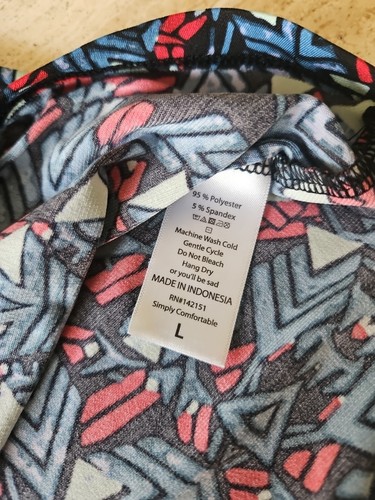 95 % Polyester
5 % Spandex
Machine Wash Cold
Gentle Cycle
Do Not Bleach
Hang Dry
or you'll be sad
MADE IN INDONESIA
RN#142151
Simply Comfortable
L